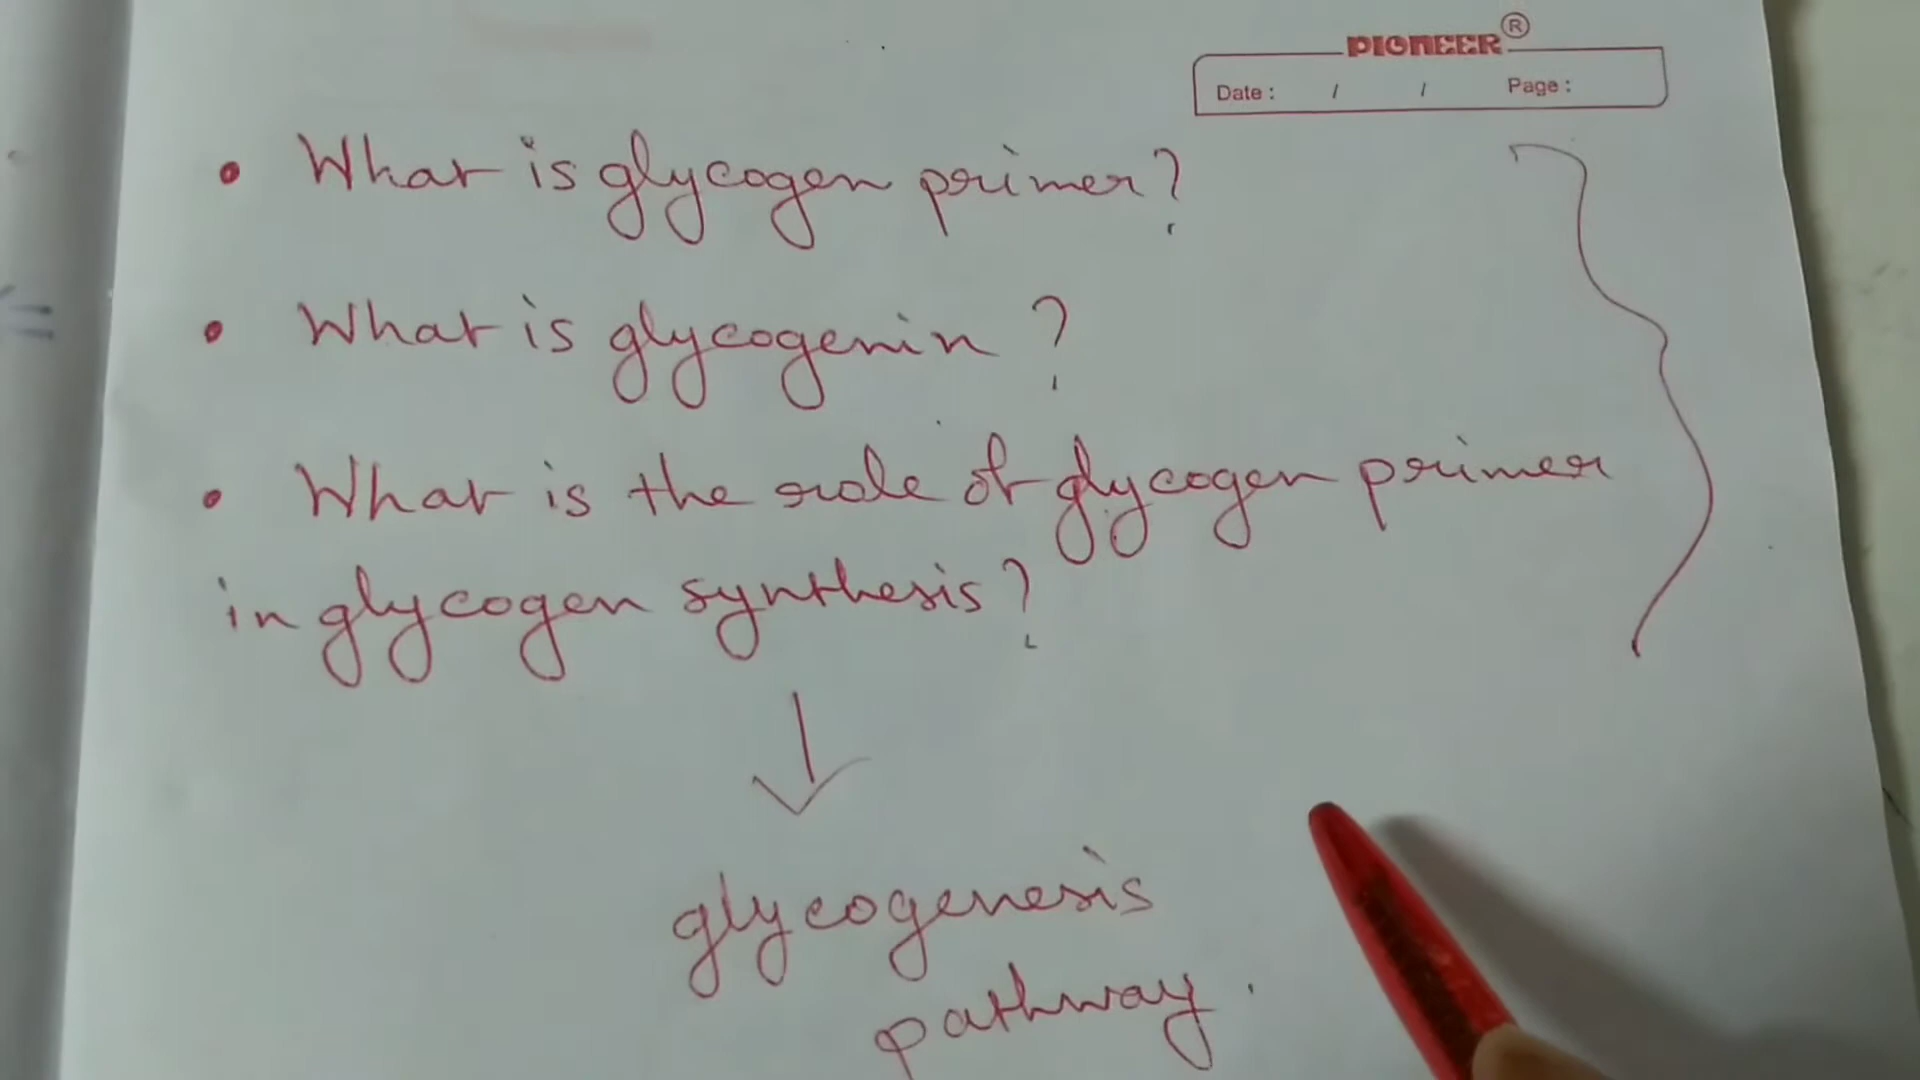 PIONEER ®
Date : / / Page :
• What is glycogen primer?
• What is glycogenin ?
• What is the role of glycogen primer
in glycogen synthesis?
glycogenesis
pathway.